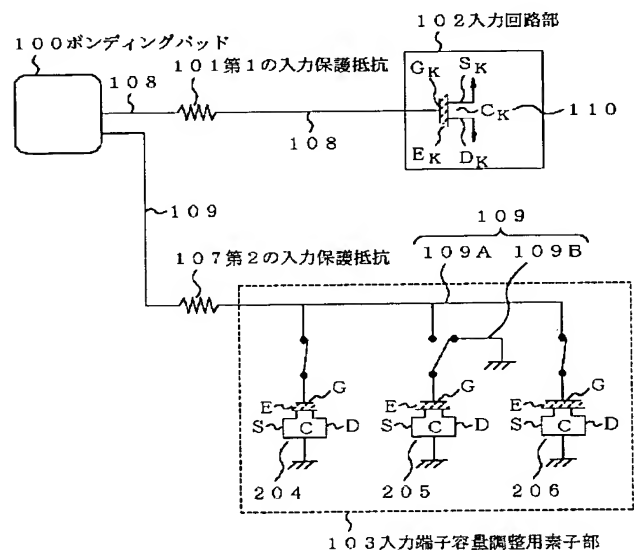 100ボンディングパッド
102入力回路部
108
101第1の入力保護抵抗
GK
SK
CK
110
EK
DK
108
109
109
107第2の入力保護抵抗
109A
109B
G
G
G
E
E
E
S
C
D
S
C
D
S
C
D
204
205
206
103入力端子容量調整用素子部